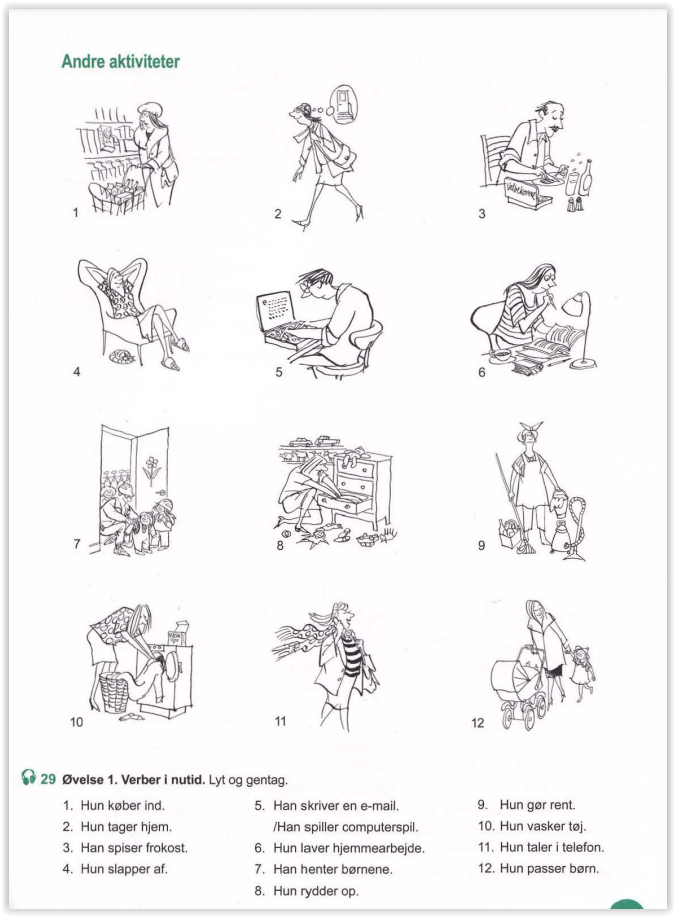 Andre aktiviteter
1
2
3
Velbekomme
4
5
6
7
8
9
10
11
12
29 Øvelse 1. Verber i nutid. Lyt og gentag.
1. Hun køber ind.
2. Hun tager hjem.
3. Han spiser frokost.
4. Hun slapper af.
5. Han skriver en e-mail.
/Han spiller computerspil.
6. Hun laver hjemmearbejde.
7. Han henter børnene.
8. Hun rydder op.
9. Hun gør rent.
10. Hun vasker tøj.
11. Hun taler i telefon.
12. Hun passer børn.